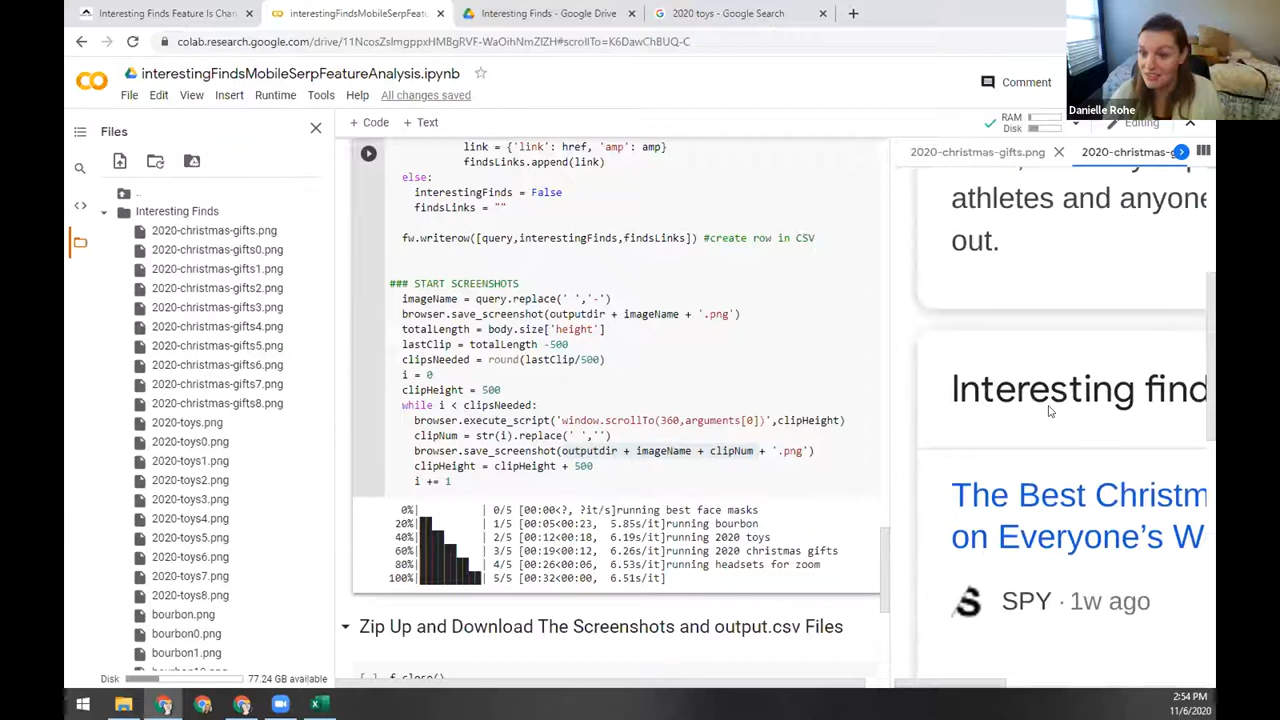 Interesting Finds Feature Is Chan
interestingFindsMobileSerpFeatu
Interesting Finds - Google Drive
2020 toys - Google Search
colab.research.google.com/drive/11NcosZslmgppxHMBgRVF-WaOihNmZIZH#scrollTo=K6DawChBUQ-C
interestingFindsMobileSerpFeatureAnalysis.ipynb
Comment
File Edit View Insert Runtime Tools Help All changes saved
Danielle Rohe
Files
+ Code + Text
RAM
Disk
Editing
2020-christmas-gifts.png
2020-christmas-g
..
Interesting Finds
2020-christmas-gifts.png
2020-christmas-gifts0.png
2020-christmas-gifts1.png
2020-christmas-gifts2.png
2020-christmas-gifts3.png
2020-christmas-gifts4.png
2020-christmas-gifts5.png
2020-christmas-gifts6.png
2020-christmas-gifts7.png
2020-christmas-gifts8.png
2020-toys.png
2020-toys0.png
2020-toys1.png
2020-toys2.png
2020-toys3.png
2020-toys4.png
2020-toys5.png
2020-toys6.png
2020-toys7.png
2020-toys8.png
bourbon.png
bourbon0.png
bourbon1.png
Disk
77.24 GB available
link = {'link': href, 'amp': amp}
findsLinks.append(link)
else:
interestingFinds = False
findsLinks = ""
fw.writerow([query,interestingFinds,findsLinks]) #create row in CSV
### START SCREENSHOTS
imageName = query.replace(' ','-')
browser.save_screenshot(outputdir + imageName + '.png')
totalLength = body.size['height']
lastClip = totalLength -500
clipsNeeded = round(lastClip/500)
i = 0
clipHeight = 500
while i < clipsNeeded:
browser.execute_script('window.scrollTo(360,arguments[0])',clipHeight)
clipNum = str(i).replace(' ','')
browser.save_screenshot(outputdir + imageName + clipNum + '.png')
clipHeight = clipHeight + 500
i += 1
0%| | 0/5 [00:00<?, ?it/s]running best face masks
20%| | 1/5 [00:05<00:23, 5.85s/it]running bourbon
40%| | 2/5 [00:12<00:18, 6.19s/it]running 2020 toys
60%| | 3/5 [00:19<00:12, 6.26s/it]running 2020 christmas gifts
80%| | 4/5 [00:26<00:06, 6.53s/it]running headsets for zoom
100%| | 5/5 [00:32<00:00, 6.51s/it]
Zip Up and Download The Screenshots and output.csv Files
[ ] f.close()
athletes and anyone
out.
Interesting find
The Best Christm
on Everyone's W
SPY · 1w ago
2:54 PM
11/6/2020